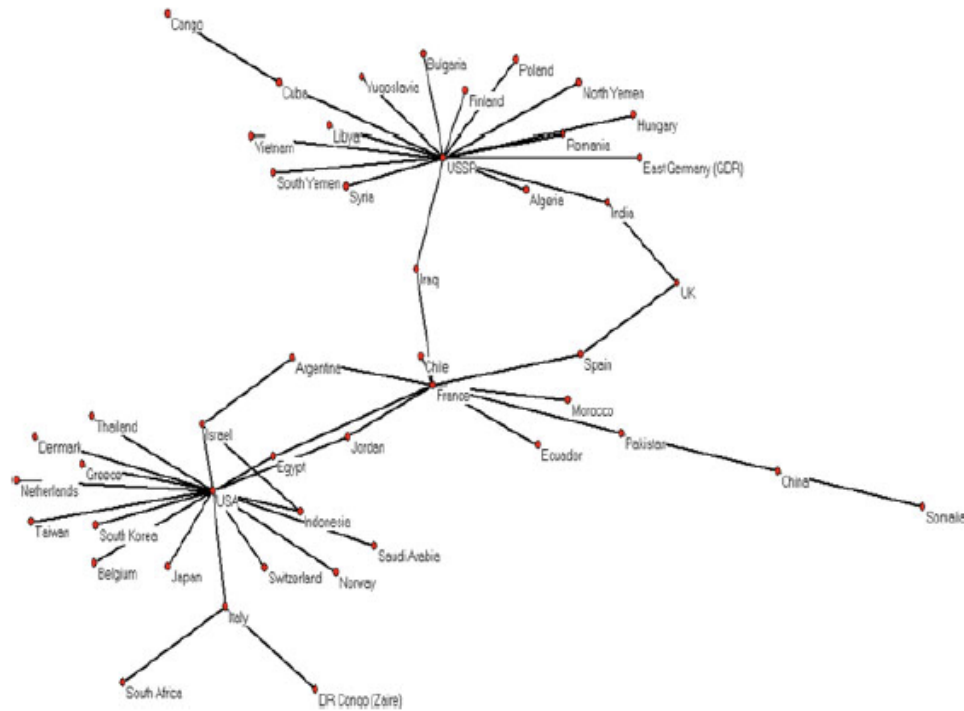 Congo
Bulgaria
Poland
Yugoslavia
Cuba
Finland
North Yemen
Hungary
Libya
Vietnam
Romania
USSR
East Germany (GDR)
South Yemen
Syria
Algeria
India
Iraq
UK
Chile
Spain
Argentina
France
Morocco
Thailand
Israel
Jordan
Pakistan
Denmark
Ecuador
Egypt
Greece
China
Netherlands
USA
Indonesia
Somalia
Taiwan
South Korea
Saudi Arabia
Belgium
Japan
Switzerland
Norway
Italy
South Africa
DR Congo (Zaire)